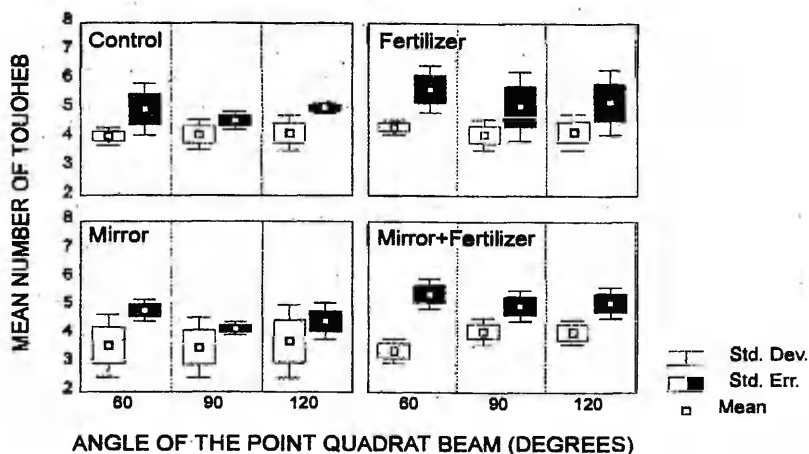 MEAN NUMBER OF TOUOHEB
8
7
6
5
4
3
2
Control
Fertilizer
8
7
6
5
4
3
2
Mirror
Mirror+Fertilizer
60 90 120 60 90 120
Std. Dev.
Std. Err.
Mean
ANGLE OF THE POINT QUADRAT BEAM (DEGREES)